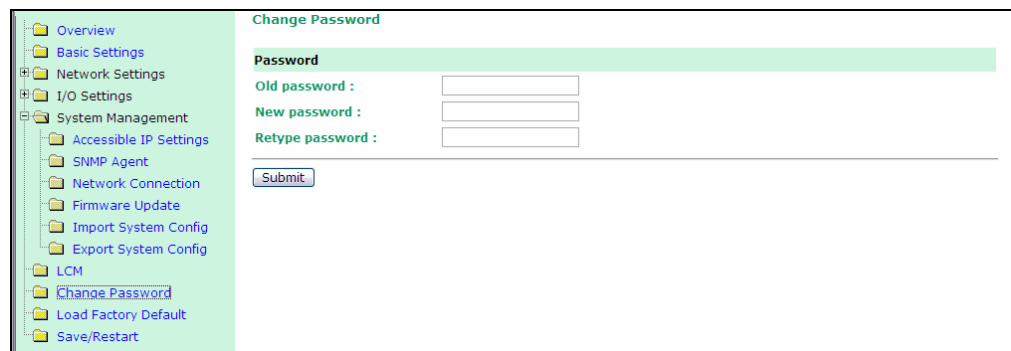 Overview
Basic Settings
Network Settings
I/O Settings
System Management
Accessible IP Settings
SNMP Agent
Network Connection
Firmware Update
Import System Config
Export System Config
LCM
Change Password
Load Factory Default
Save/Restart
Change Password
Password
Old password :
New password :
Retype password :
Submit